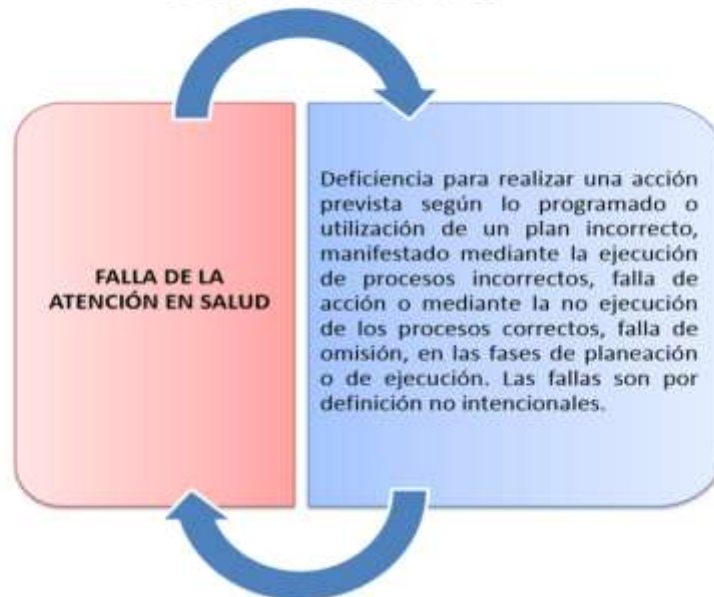 FALLA DE LA
ATENCIÓN EN SALUD
Deficiencia para realizar una acción
prevista según lo programado o
utilización de un plan incorrecto,
manifestado mediante la ejecución
de procesos incorrectos, falla de
acción o mediante la no ejecución
de los procesos correctos, falla de
omisión, en las fases de planeación
o de ejecución. Las fallas son por
definición no intencionales.